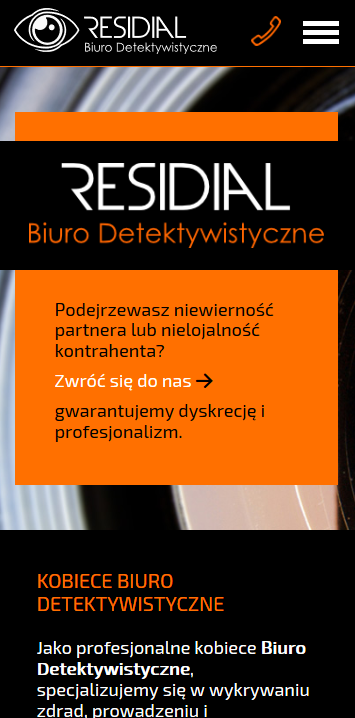 RESIDIAL
Biuro Detektywistyczne
RESIDIAL
Biuro Detektywistyczne
Podejrzewasz niewierność
partnera lub nielojalność
kontrahenta?
Zwróć się do nas →
gwarantujemy dyskrecję i
profesjonalizm.
KOBIECE BIURO
DETEKTYWISTYCZNE
Jako profesjonalne kobiece Biuro
Detektywistyczne,
specjalizujemy się w wykrywaniu
zdrad, prowadzeniu i